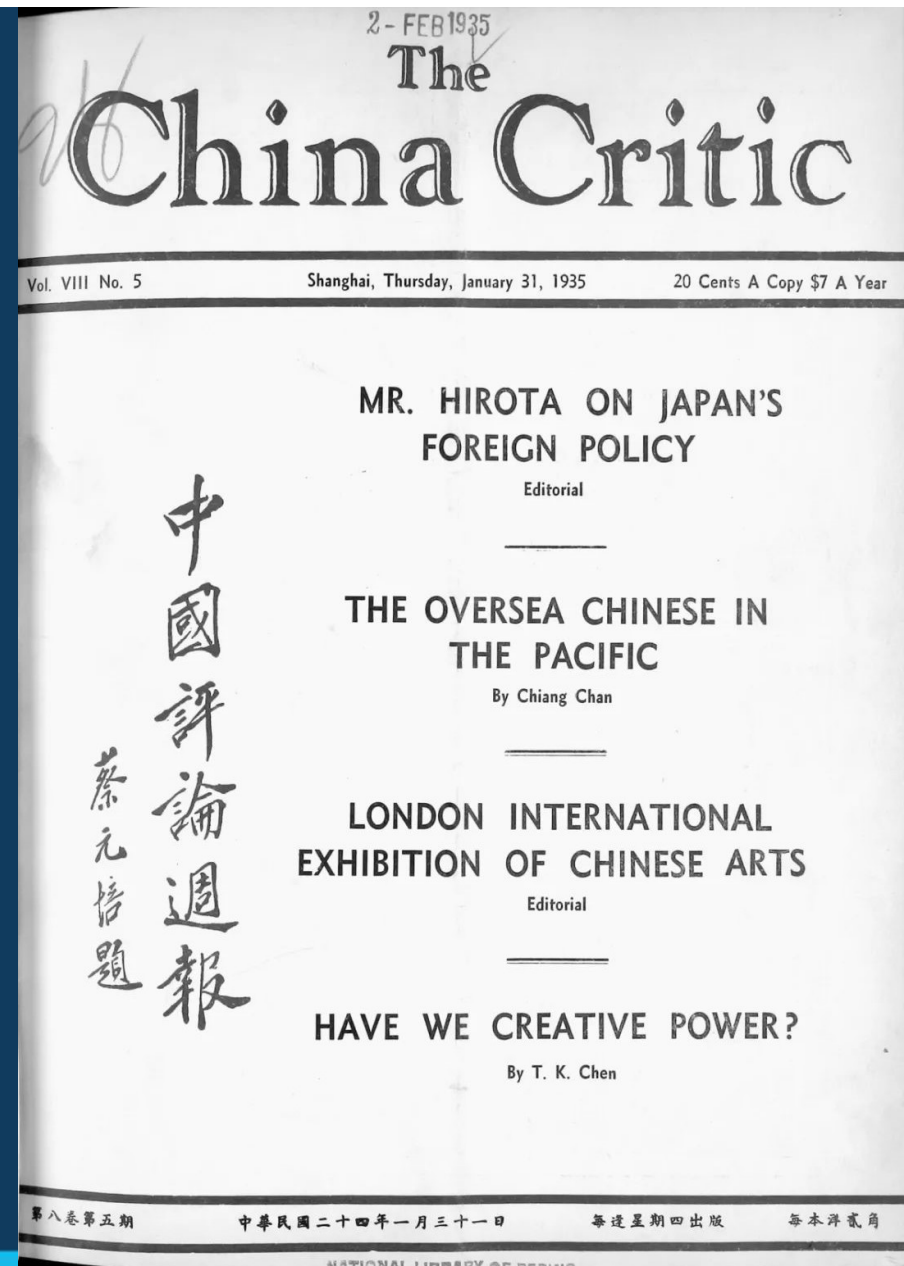 2-FEB1935
The
China Critic
Vol. VIII No. 5 Shanghai, Thursday, January 31, 1935 20 Cents A Copy $7 A Year
MR. HIROTA ON JAPAN'S
FOREIGN POLICY
Editorial
THE OVERSEA CHINESE IN
THE PACIFIC
By Chiang Chan
LONDON INTERNATIONAL
EXHIBITION OF CHINESE ARTS
Editorial
HAVE WE CREATIVE POWER?
By T. K. Chen
中國評論週報
蔡元培題
第八卷第五期 中華民國二十四年一月三十一日 每逢星期四出版 每本洋貳角
NATIONAL LIBRARY OF